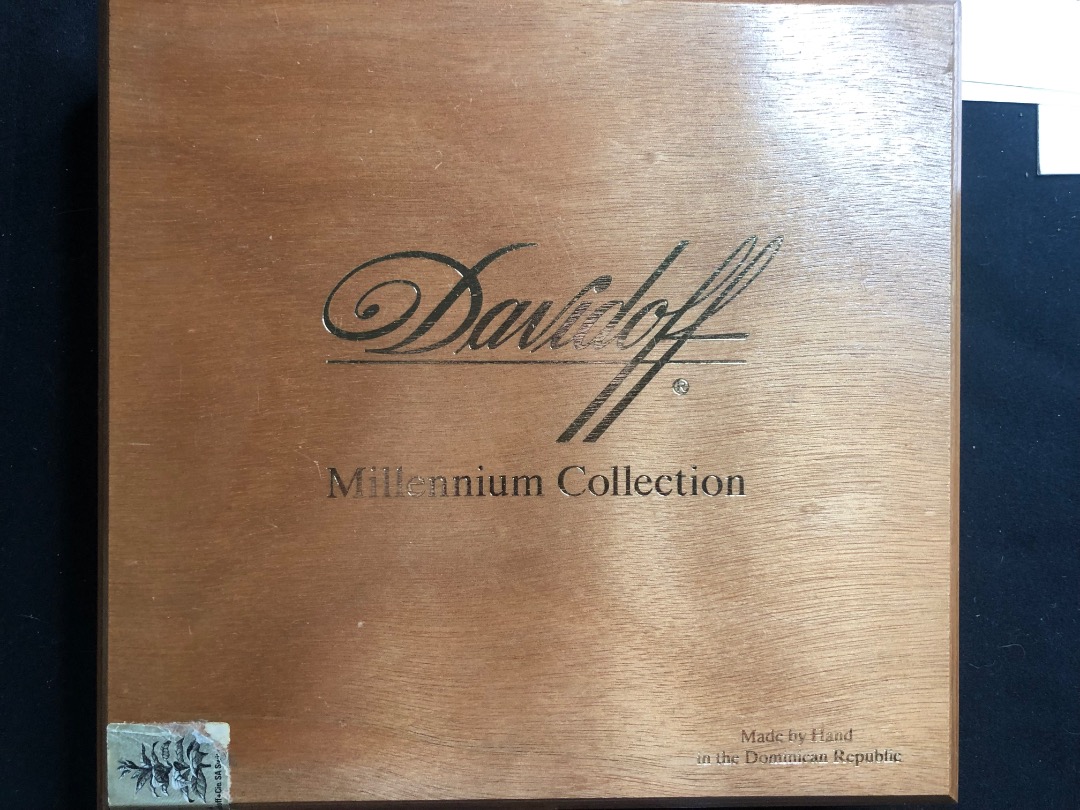 Davidoff
®
Millennium Collection
Made by Hand
in the Dominican Republic